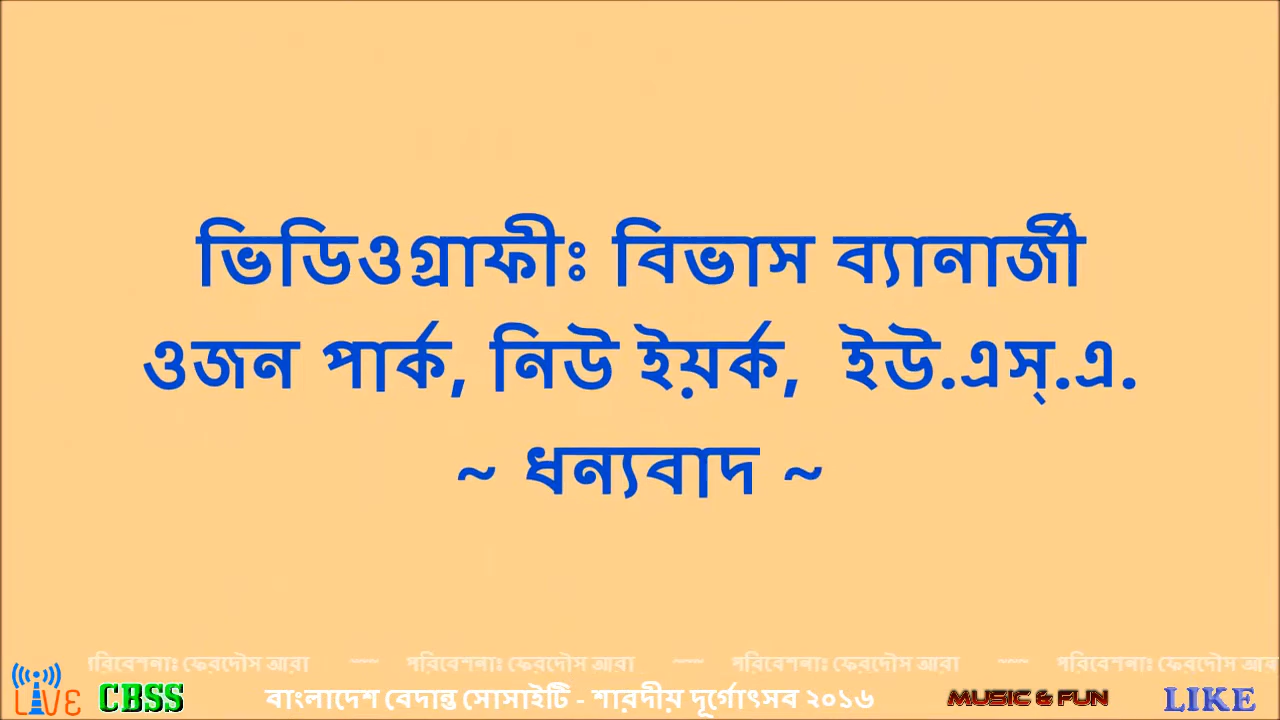 ভিডিওগ্রাফীঃ বিভাস ব্যানার্জী
ওজন পার্ক, নিউ ইয়র্ক, ইউ.এস্.এ.
~ ধন্যবাদ ~
পরিবেশনাঃ ফেরদৌস আরা ~~~ পরিবেশনাঃ ফেরদৌস আরা ~~~ পরিবেশনাঃ ফেরদৌস আরা ~~~ পরিবেশনাঃ ফেরদৌস আরা
LIVE CBSS বাংলাদেশ বেদান্ত সোসাইটি - শারদীয় দূর্গোৎসব ২০১৬ MUSIC & FUN LIKE